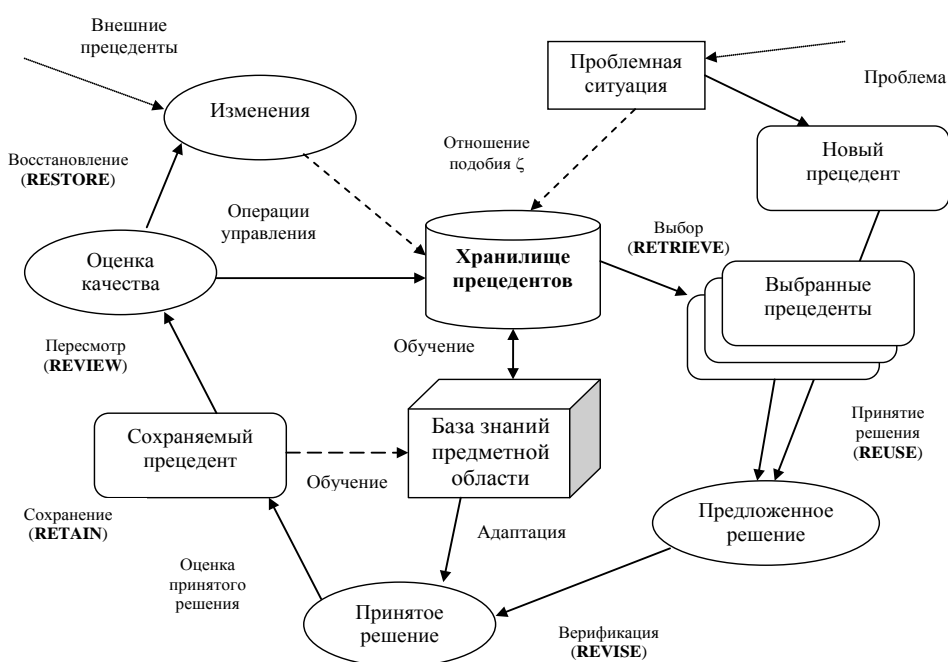 Внешние
прецеденты
Изменения
Проблемная
ситуация
Проблема
Восстановление
(RESTORE)
Отношение
подобия ζ
Новый
прецедент
Операции
управления
Оценка
качества
Хранилище
прецедентов
Выбор
(RETRIEVE)
Выбранные
прецеденты
Пересмотр
(REVIEW)
Обучение
Сохраняемый
прецедент
База знаний
предметной
области
Принятие
решения
(REUSE)
Обучение
Сохранение
(RETAIN)
Адаптация
Предложенное
решение
Оценка
принятого
решения
Принятое
решение
Верификация
(REVISE)